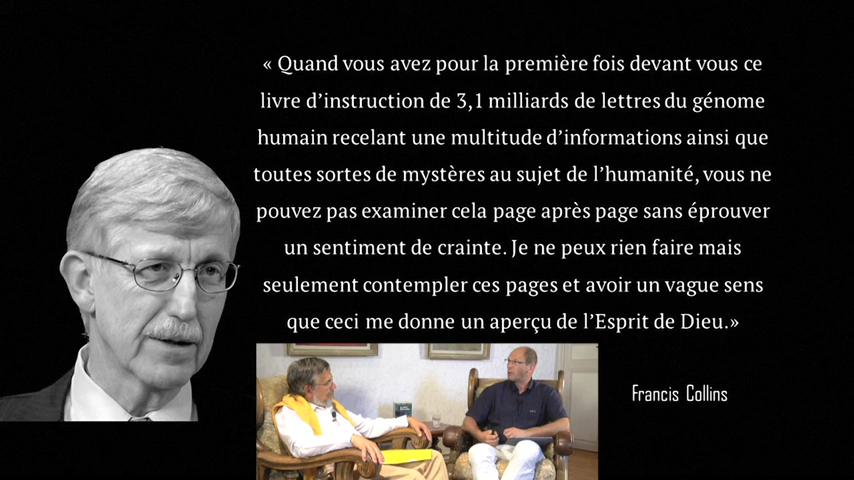 « Quand vous avez pour la première fois devant vous ce
livre d’instruction de 3,1 milliards de lettres du génome
humain recelant une multitude d’informations ainsi que
toutes sortes de mystères au sujet de l’humanité, vous ne
pouvez pas examiner cela page après page sans éprouver
un sentiment de crainte. Je ne peux rien faire mais
seulement contempler ces pages et avoir un vague sens
que ceci me donne un aperçu de l’Esprit de Dieu.»
Francis Collins